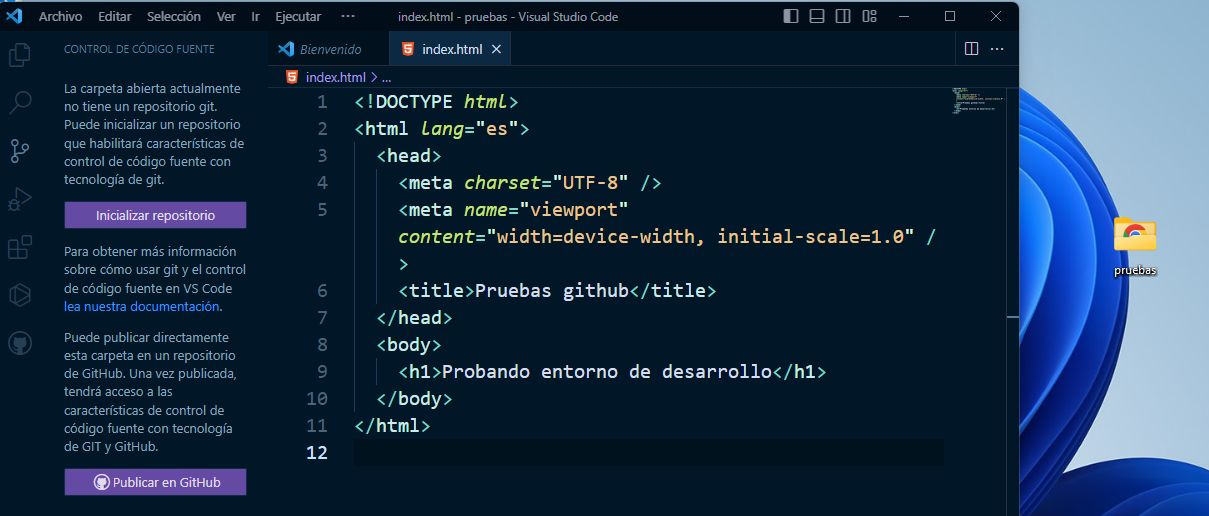 Archivo Editar Selección Ver Ir Ejecutar ··· index.html - pruebas - Visual Studio Code
CONTROL DE CÓDIGO FUENTE
La carpeta abierta actualmente
no tiene un repositorio git.
Puede inicializar un repositorio
que habilitará características de
control de código fuente con
tecnología de git.
Inicializar repositorio
Para obtener más información
sobre cómo usar git y el control
de código fuente en VS Code
lea nuestra documentación.
Puede publicar directamente
esta carpeta en un repositorio
de GitHub. Una vez publicada,
tendrá acceso a las
características de control de
código fuente con tecnología
de GIT y GitHub.
Publicar en GitHub
Bienvenido index.html
index.html > ...
1 <!DOCTYPE html>
2 <html lang="es">
3 <head>
4 <meta charset="UTF-8" />
5 <meta name="viewport"
content="width=device-width, initial-scale=1.0" /
>
6 <title>Pruebas github</title>
7 </head>
8 <body>
9 <h1>Probando entorno de desarrollo</h1>
10 </body>
11 </html>
12
pruebas